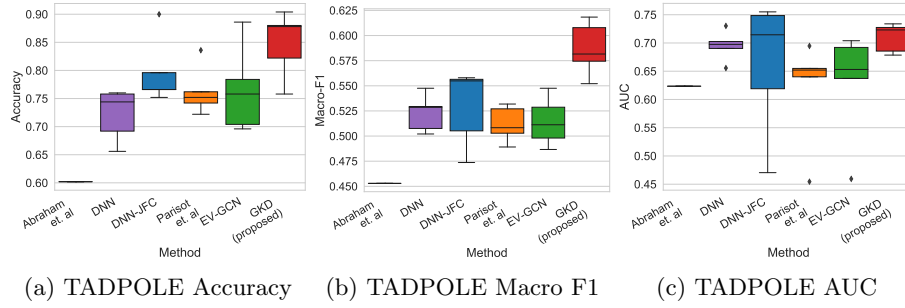 0.90
0.85
0.80
0.75
0.70
0.65
0.60
Accuracy
Abraham
et. al
DNN
DNN-JFC
Parisot
et. al
EV-GCN
GKD
(proposed)
Method
(a) TADPOLE Accuracy
0.625
0.600
0.575
0.550
0.525
0.500
0.475
0.450
Macro-F1
Abraham
et. al
DNN
DNN-JFC
Parisot
et. al
EV-GCN
GKD
(proposed)
Method
(b) TADPOLE Macro F1
0.75
0.70
0.65
0.60
0.55
0.50
0.45
AUC
Abraham
et. al
DNN
DNN-JFC
Parisot
et. al
EV-GCN
GKD
(proposed)
Method
(c) TADPOLE AUC